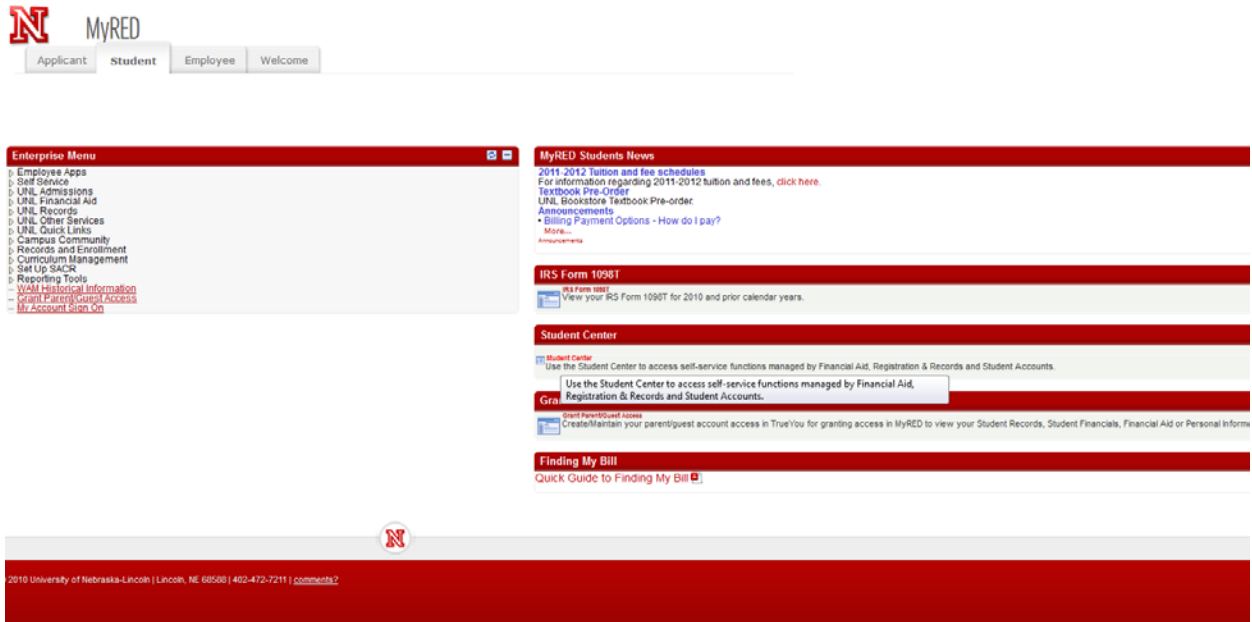 N MyRED
Applicant Student Employee Welcome
Enterprise Menu
Employee Apps
Self Service
UNL Admissions
UNL Financial Aid
UNL Records
UNL Other Services
UNL Quick Links
Campus Community
Records and Enrollment
Curriculum Management
Set Up SACR
Reporting Tools
WAM Historical Information
Grant Parent/Guest Access
My Account Sign On
MyRED Students News
2011-2012 Tuition and fee schedules
For information regarding 2011-2012 tuition and fees, click here.
Textbook Pre-Order
UNL Bookstore Textbook Pre-order.
Announcements
• Billing Payment Options - How do I pay?
More...
Announcements
IRS Form 1098T
IRS Form 1098T
View your IRS Form 1098T for 2010 and prior calendar years.
Student Center
Student Center
Use the Student Center to access self-service functions managed by Financial Aid, Registration & Records and Student Accounts.
Use the Student Center to access self-service functions managed by Financial Aid,
Registration & Records and Student Accounts.
Gra
Grant Parent/Guest Access
Create/Maintain your parent/guest account access in TrueYou for granting access in MyRED to view your Student Records, Student Financials, Financial Aid or Personal Informa
Finding My Bill
Quick Guide to Finding My Bill
N
2010 University of Nebraska-Lincoln | Lincoln, NE 68588 | 402-472-7211 | comments?